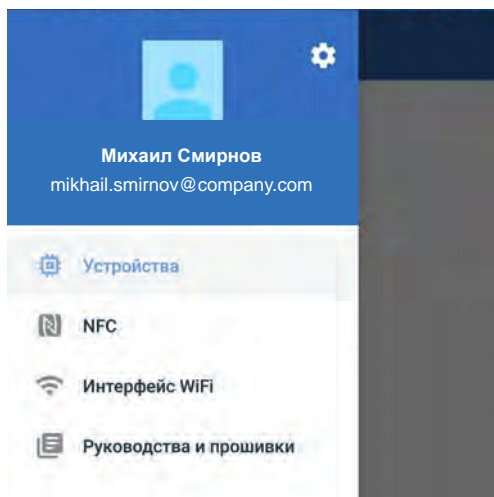 Михаил Смирнов
mikhail.smirnov@company.com
Устройства
NFC
Интерфейс WiFi
Руководства и прошивки